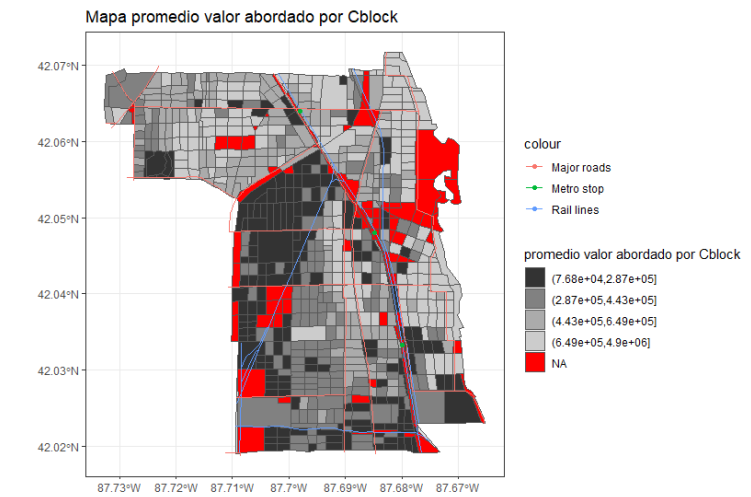 Mapa promedio valor abordado por Cblock
42.07°N
42.06°N
42.05°N
42.04°N
42.03°N
42.02°N
87.73°W 87.72°W 87.71°W 87.7°W 87.69°W 87.68°W 87.67°W
colour
Major roads
Metro stop
Rail lines
promedio valor abordado por Cblock
(7.68e+04,2.87e+05]
(2.87e+05,4.43e+05]
(4.43e+05,6.49e+05]
(6.49e+05,4.9e+06]
NA